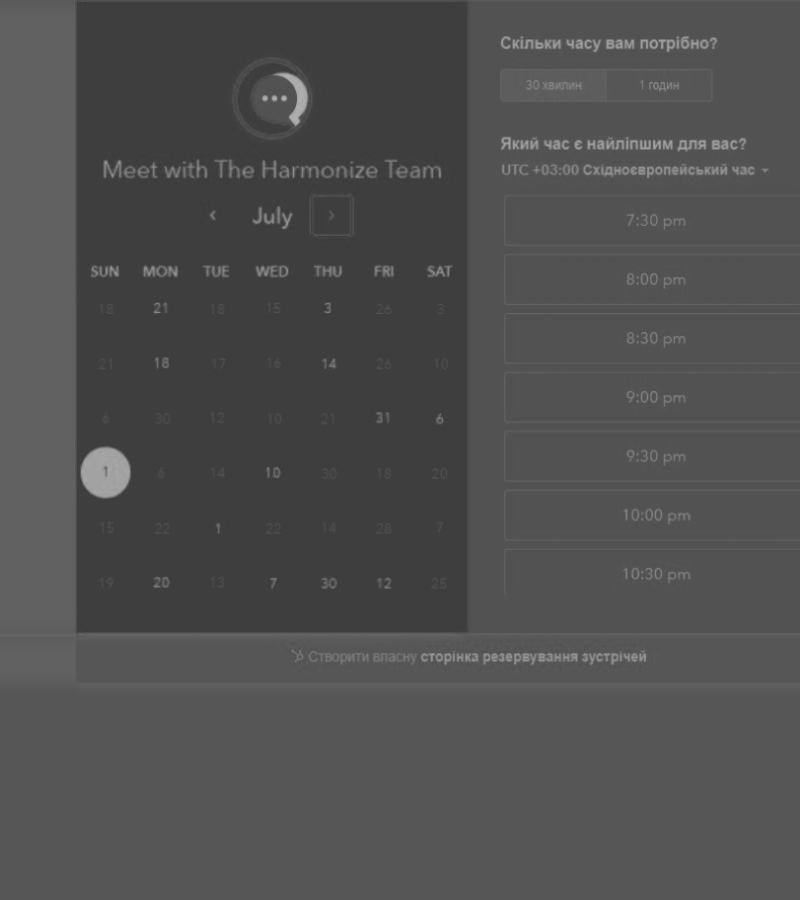 Meet with The Harmonize Team
July
SUN MON TUE WED THU FRI SAT
18 21 18 15 3 26 3
21 18 17 16 14 26 10
6 30 12 10 21 31 6
1 6 14 10 30 18 20
15 22 1 22 14 28 7
19 20 13 7 30 12 25
Скільки часу вам потрібно?
30 хвилин 1 годин
Який час є найліпшим для вас?
UTC +03:00 Східноєвропейський час
7:30 pm
8:00 pm
8:30 pm
9:00 pm
9:30 pm
10:00 pm
10:30 pm
Створити власну сторінка резервування зустрічей